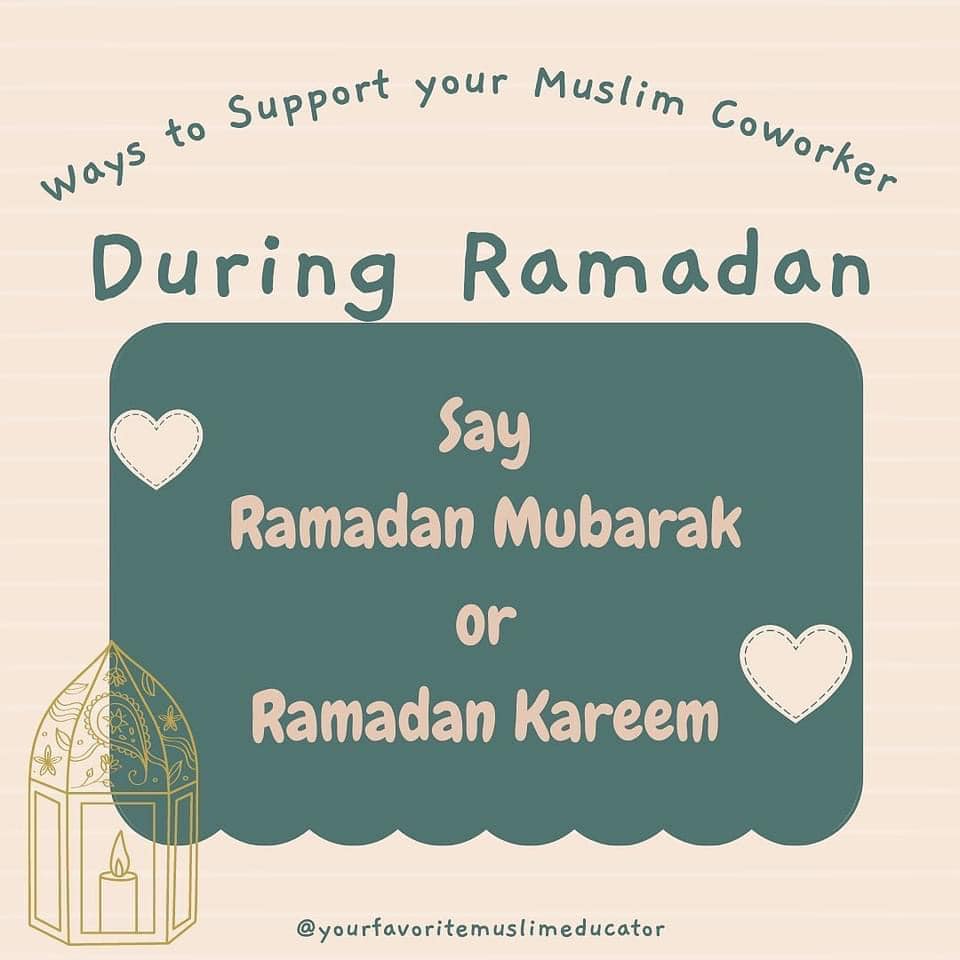 Ways to Support your Muslim Coworker
During Ramadan
Say
Ramadan Mubarak
or
Ramadan Kareem
@yourfavoritemuslimeducator